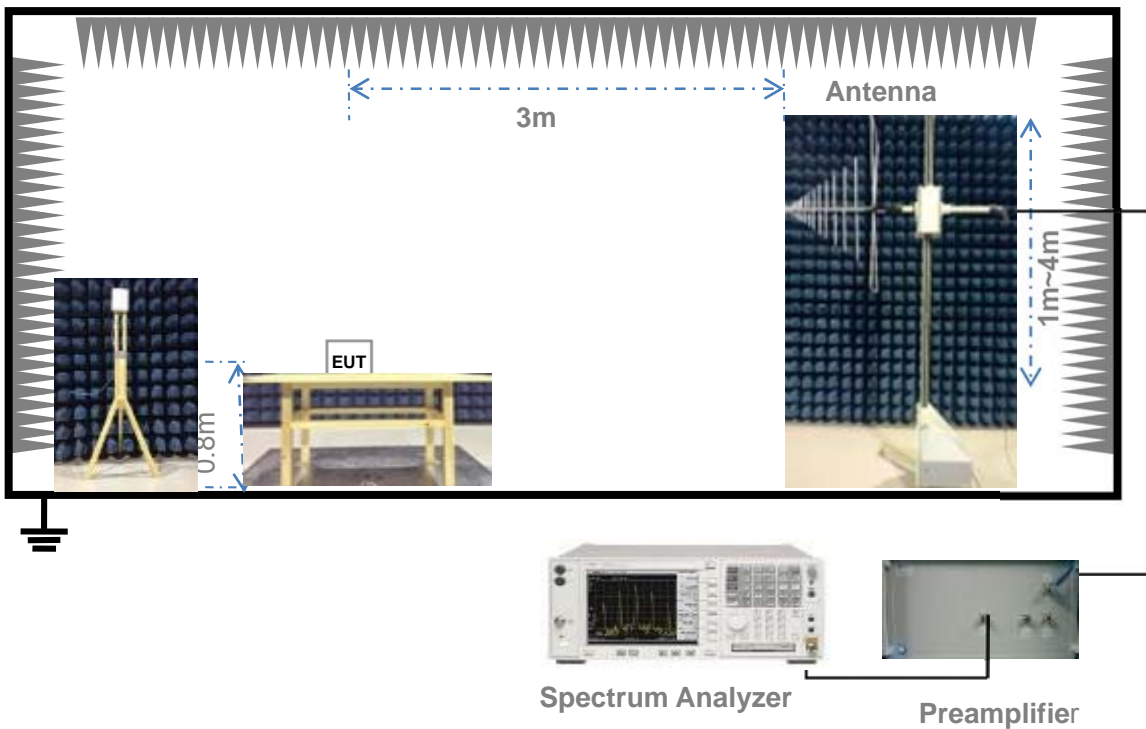 Antenna
3m
1m~4m
EUT
0.8m
Spectrum Analyzer
Preamplifier